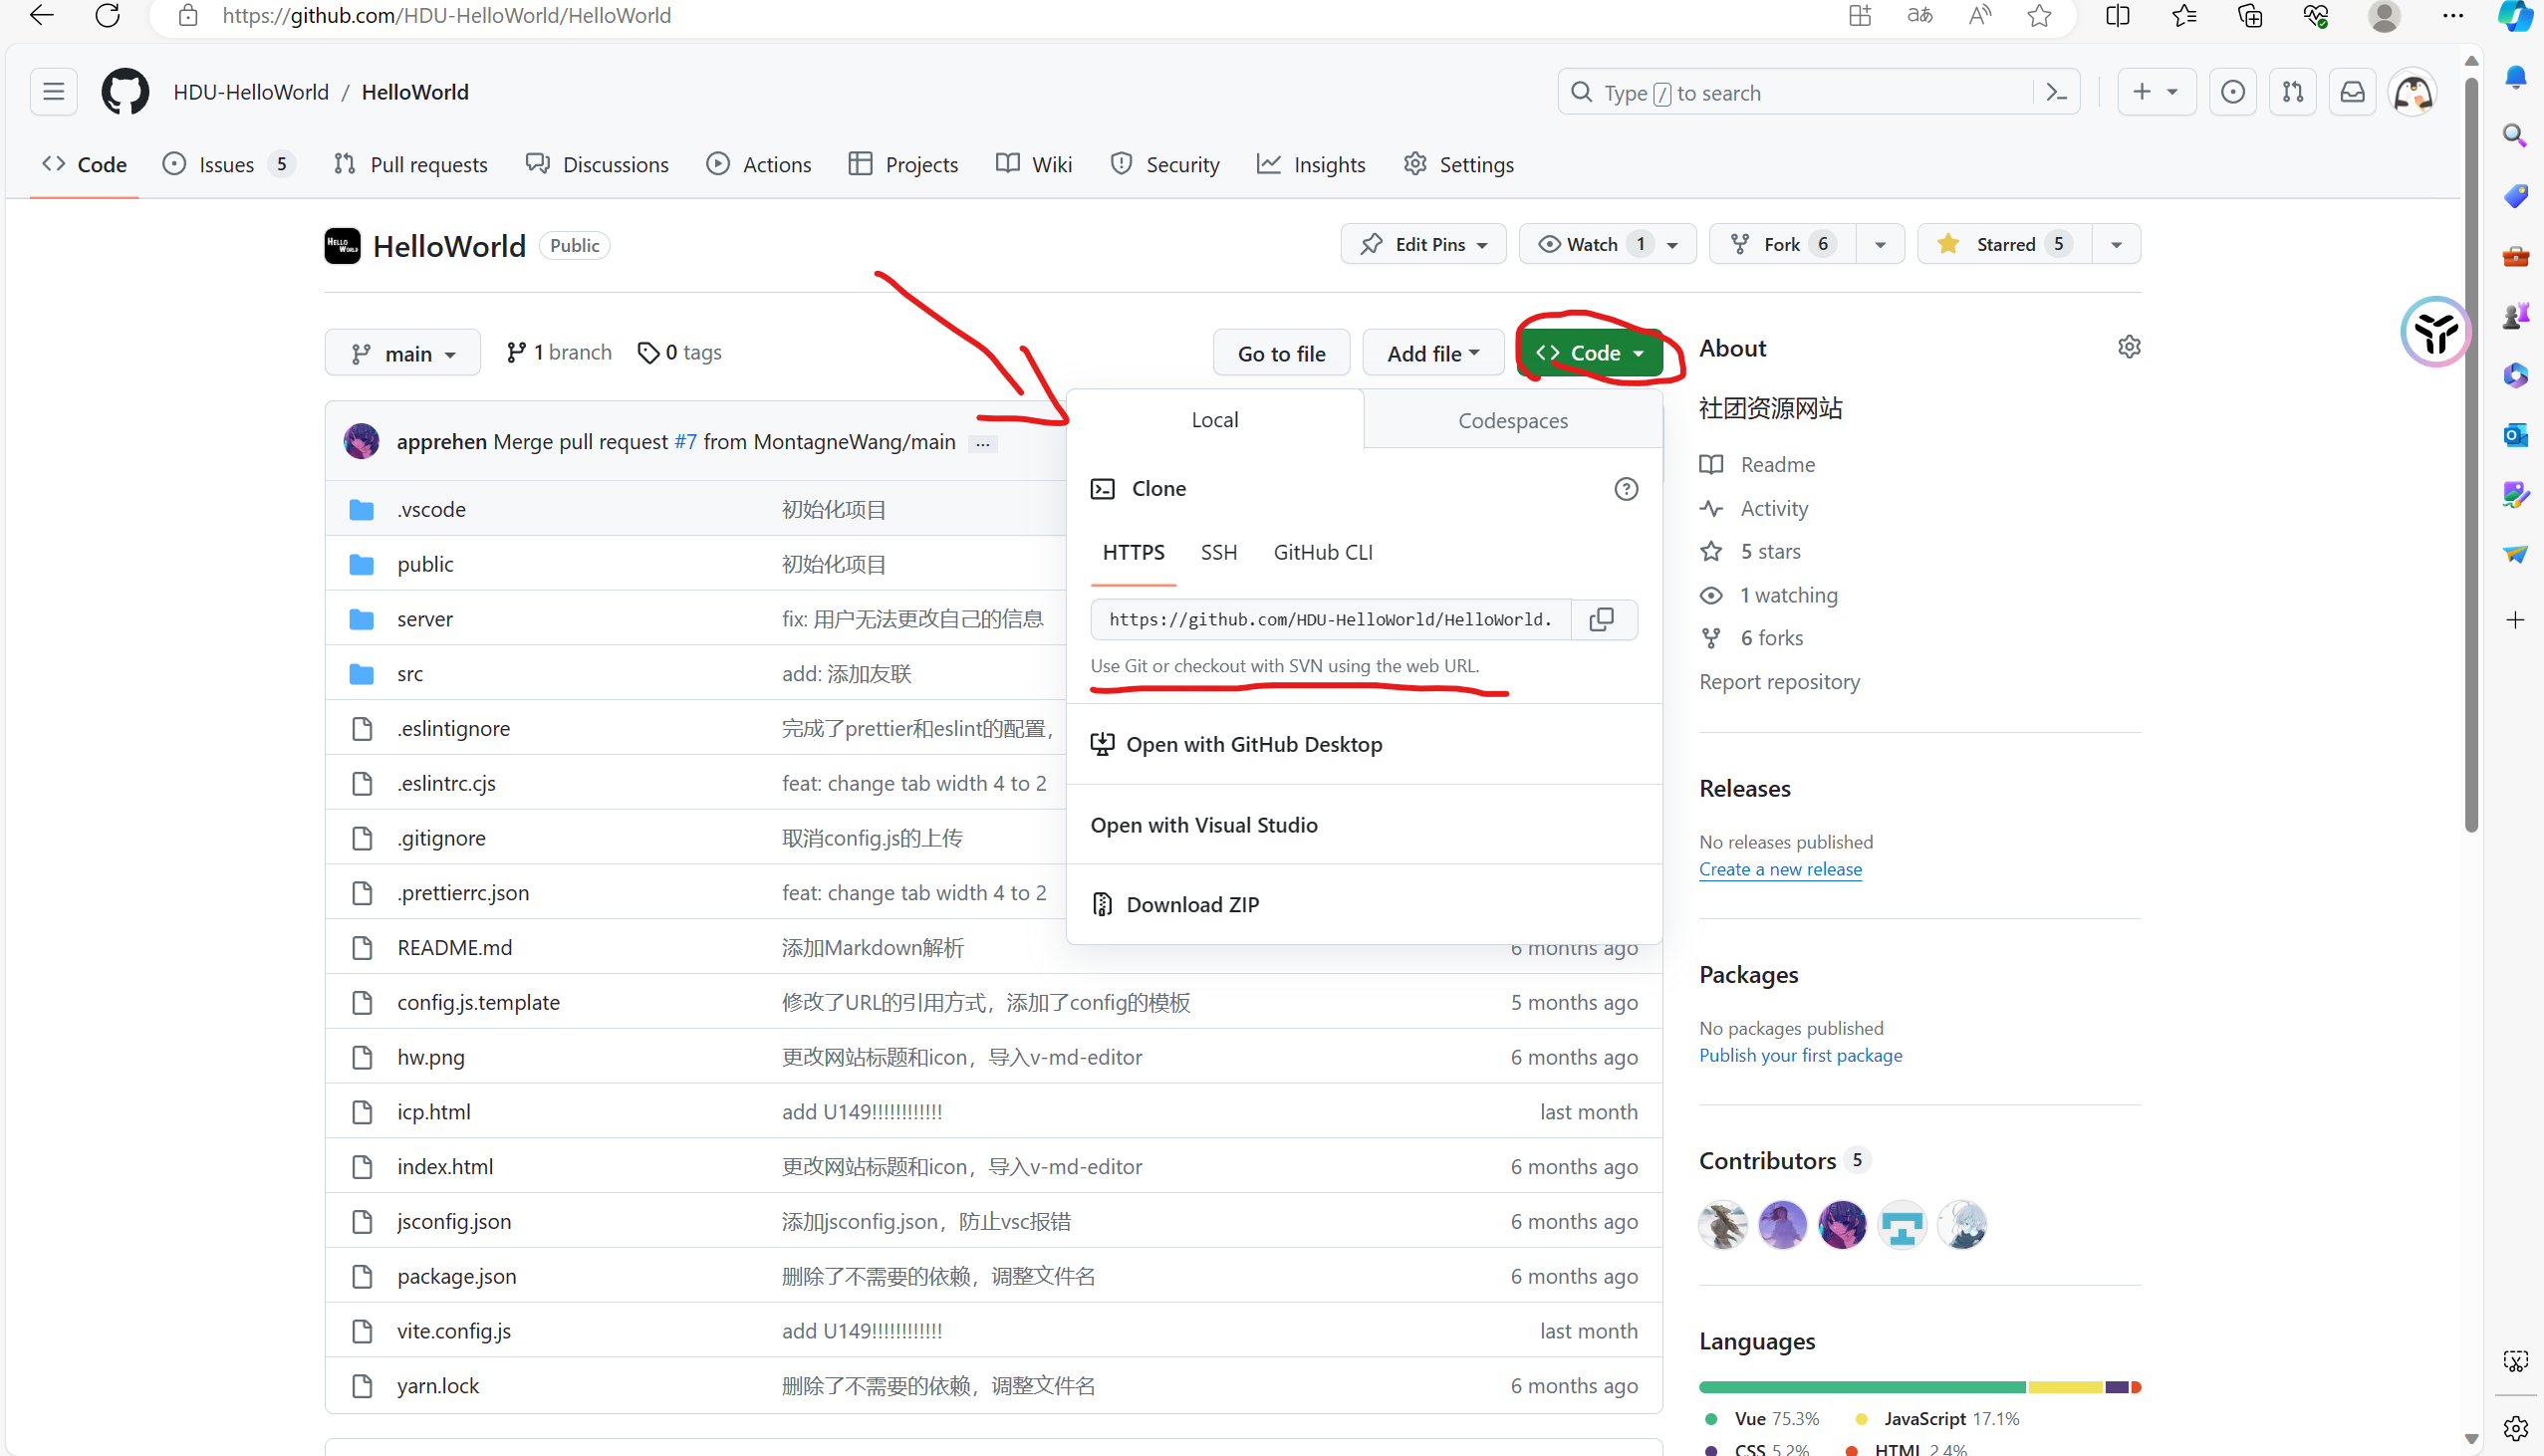 https://github.com/HDU-HelloWorld/HelloWorld
HDU-HelloWorld / HelloWorld
Type / to search
Code
Issues 5
Pull requests
Discussions
Actions
Projects
Wiki
Security
Insights
Settings
HELLO WORLD
HelloWorld Public
Edit Pins
Watch 1
Fork 6
Starred 5
main
1 branch
0 tags
Go to file
Add file
Code
apprehen Merge pull request #7 from MontagneWang/main ...
.vscode 初始化项目
public 初始化项目
server fix: 用户无法更改自己的信息
src add: 添加友联
.eslintignore 完成了prettier和eslint的配置，
.eslintrc.cjs feat: change tab width 4 to 2
.gitignore 取消config.js的上传
.prettierrc.json feat: change tab width 4 to 2
README.md 添加Markdown解析 6 months ago
config.js.template 修改了URL的引用方式，添加了config的模板 5 months ago
hw.png 更改网站标题和icon，导入v-md-editor 6 months ago
icp.html add U149!!!!!!!!!!!! last month
index.html 更改网站标题和icon，导入v-md-editor 6 months ago
jsconfig.json 添加jsconfig.json，防止vsc报错 6 months ago
package.json 删除了不需要的依赖，调整文件名 6 months ago
vite.config.js add U149!!!!!!!!!!!! last month
yarn.lock 删除了不需要的依赖，调整文件名 6 months ago
Local
Codespaces
Clone
HTTPS
SSH
GitHub CLI
https://github.com/HDU-HelloWorld/HelloWorld.
Use Git or checkout with SVN using the web URL.
Open with GitHub Desktop
Open with Visual Studio
Download ZIP
About
社团资源网站
Readme
Activity
5 stars
1 watching
6 forks
Report repository
Releases
No releases published
Create a new release
Packages
No packages published
Publish your first package
Contributors 5
Languages
Vue 75.3%
JavaScript 17.1%
CSS 5.2%
HTML 2.4%